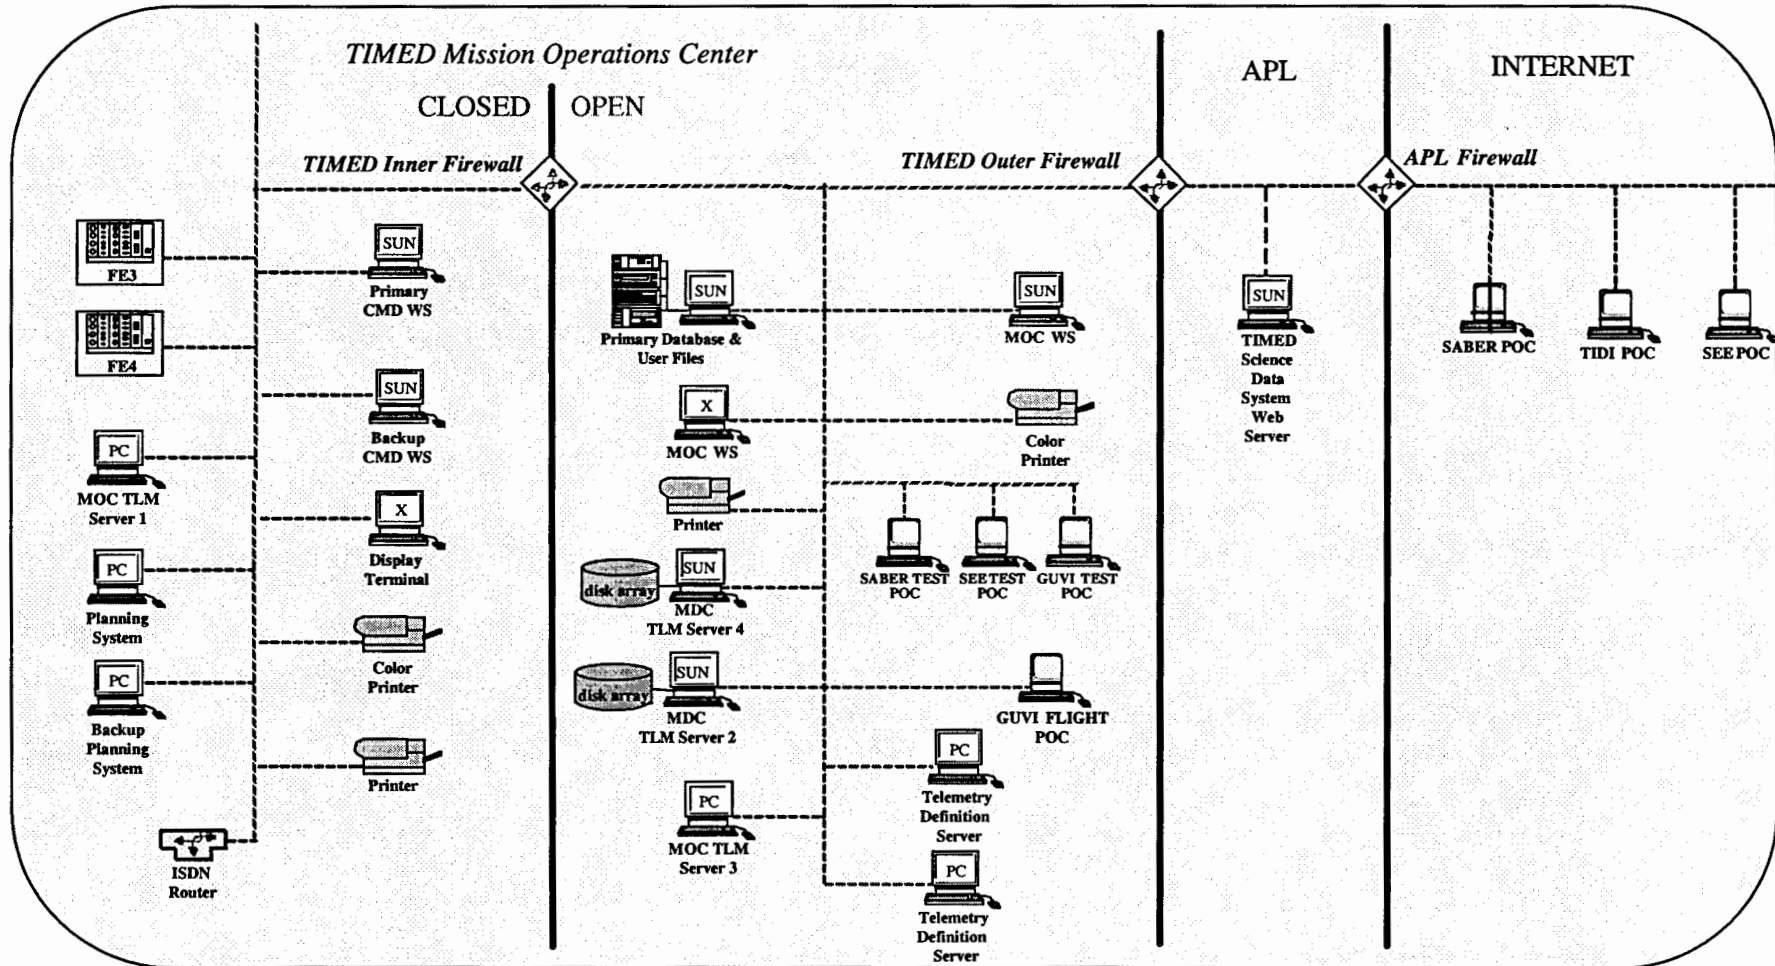 TIMED Mission Operations Center
CLOSED
OPEN
APL
INTERNET
TIMED Inner Firewall
TIMED Outer Firewall
APL Firewall
FE3
FE4
PC
MOC TLM
Server 1
PC
Planning
System
PC
Backup
Planning
System
ISDN
Router
SUN
Primary
CMD WS
SUN
Backup
CMD WS
X
Display
Terminal
Color
Printer
Printer
SUN
Primary Database &
User Files
X
MOC WS
Printer
disk array
SUN
MDC
TLM Server 4
disk array
SUN
MDC
TLM Server 2
PC
MOC TLM
Server 3
SUN
MOC WS
Color
Printer
SABER TEST
POC
SEE TEST
POC
GUVI TEST
POC
GUVI FLIGHT
POC
PC
Telemetry
Definition
Server
PC
Telemetry
Definition
Server
SUN
TIMED
Science
Data
System
Web
Server
SABER POC
TIDI POC
SEE POC